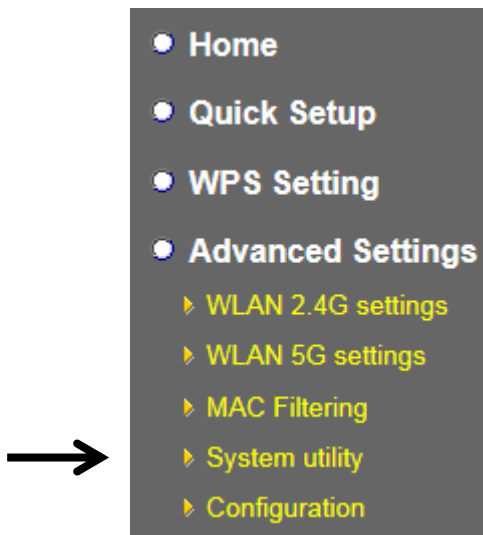 Home
Quick Setup
WPS Setting
Advanced Settings
WLAN 2.4G settings
WLAN 5G settings
MAC Filtering
System utility
Configuration